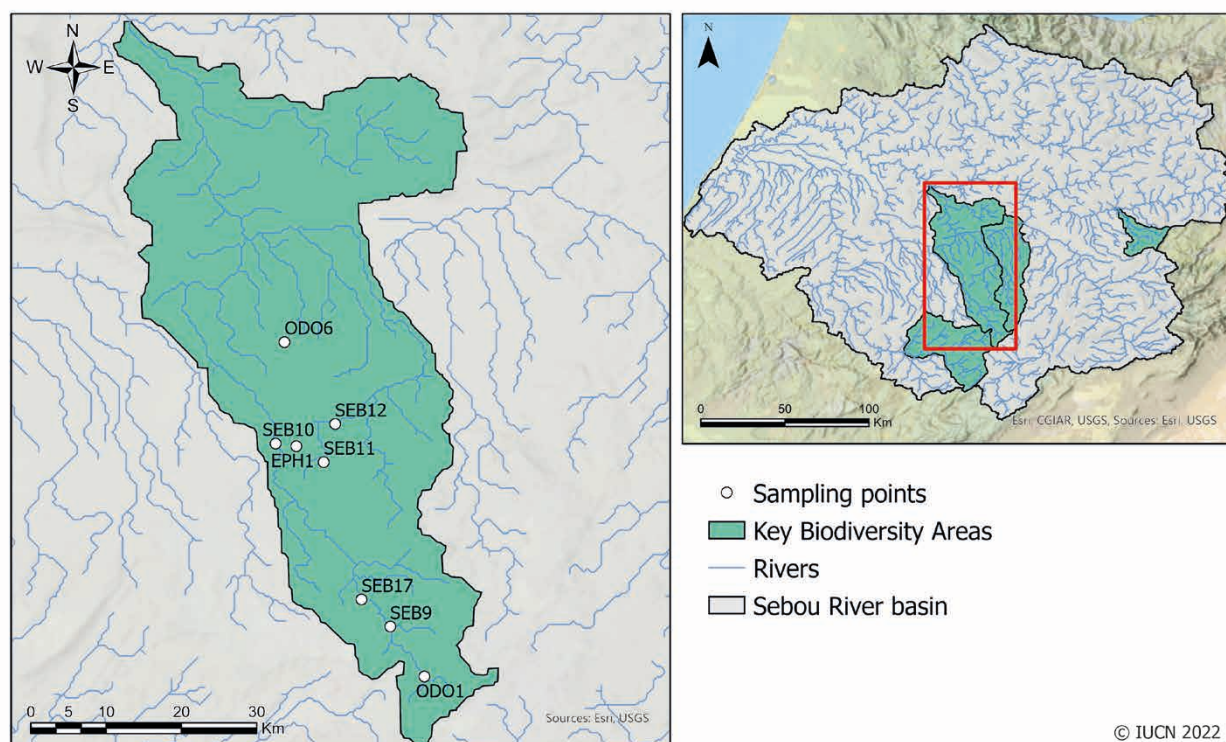 N
W E
S
ODO6
SEB12
SEB10
SEB11
EPH1
SEB17
SEB9
ODO1
0 10 20 30
Km
Sources: Esri, USGS
N
0 50 100
Km
Esri, CGIAR, USGS, Sources: Esri, USGS
Sampling points
Key Biodiversity Areas
Rivers
Sebou River basin
© IUCN 2022